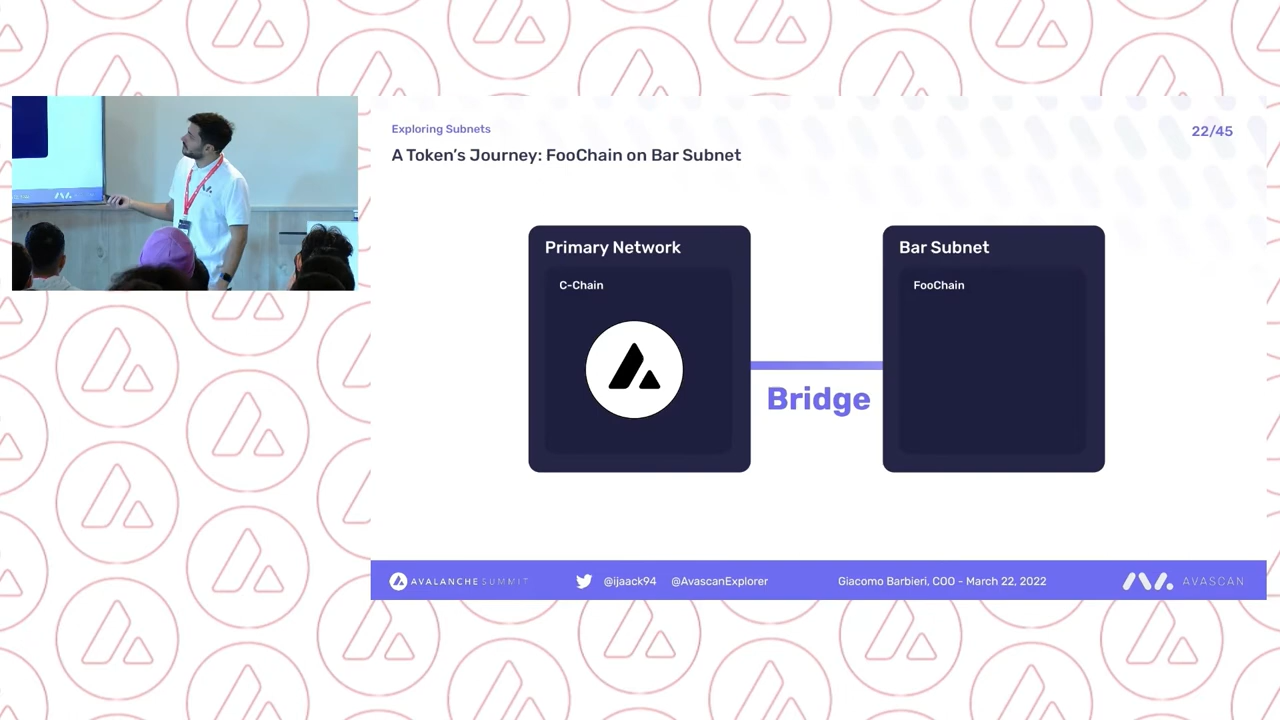 Exploring Subnets
22/45
A Token's Journey: FooChain on Bar Subnet
Primary Network
C-Chain
Bridge
Bar Subnet
FooChain
AVALANCHE SUMMIT
@ijaack94
@AvascanExplorer
Giacomo Barbieri, COO - March 22, 2022
AVASCAN